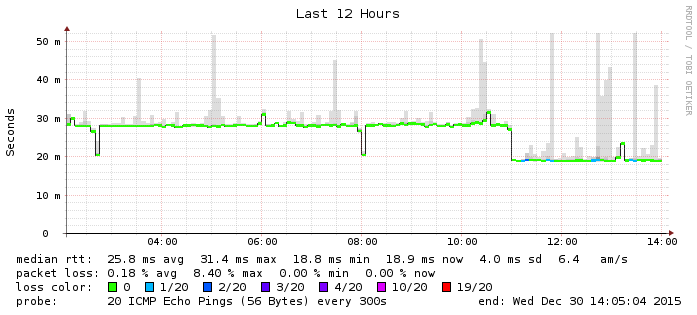 Last 12 Hours
RRDTOOL / TOBI OETIKER
Seconds
50 m
40 m
30 m
20 m
10 m
0
04:00 06:00 08:00 10:00 12:00 14:00
median rtt: 25.8 ms avg 31.4 ms max 18.8 ms min 18.9 ms now 4.0 ms sd 6.4 am/s
packet loss: 0.18 % avg 8.40 % max 0.00 % min 0.00 % now
loss color: 0 1/20 2/20 3/20 4/20 10/20 19/20
probe: 20 ICMP Echo Pings (56 Bytes) every 300s end: Wed Dec 30 14:05:04 2015